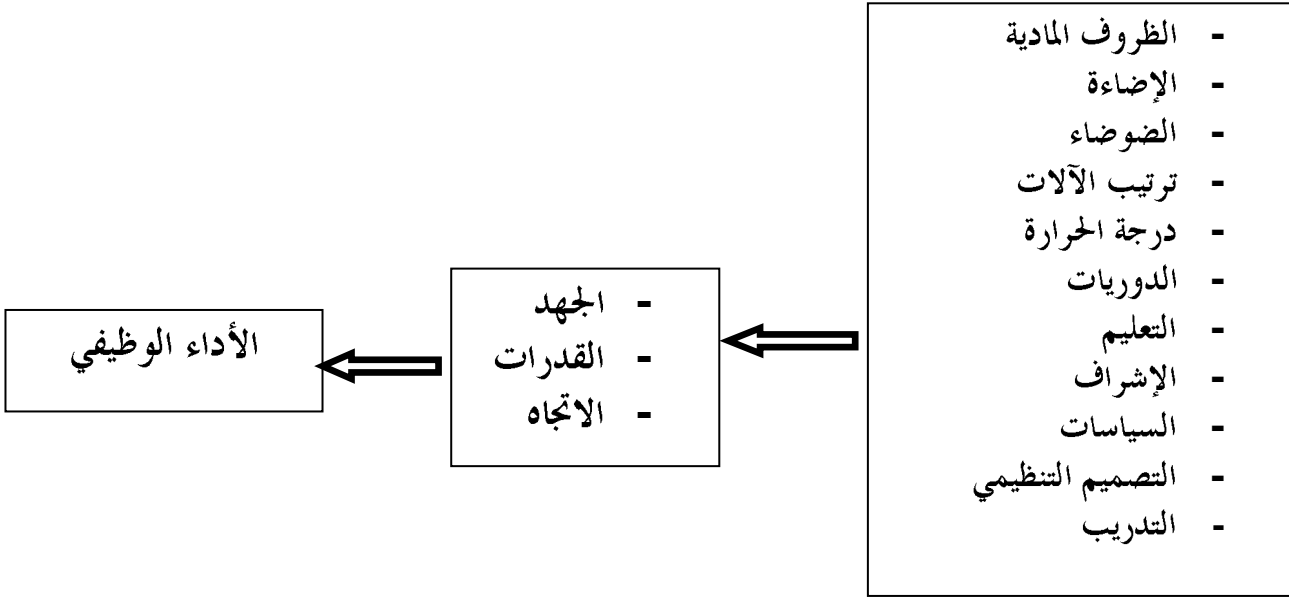 - الظروف المادية
- الإضاءة
- الضوضاء
- ترتيب الآلات
- درجة الحرارة
- الدوريات
- التعليم
- الإشراف
- السياسات
- التصميم التنظيمي
- التدريب
- الجهد
- القدرات
- الاتجاه
الأداء الوظيفي